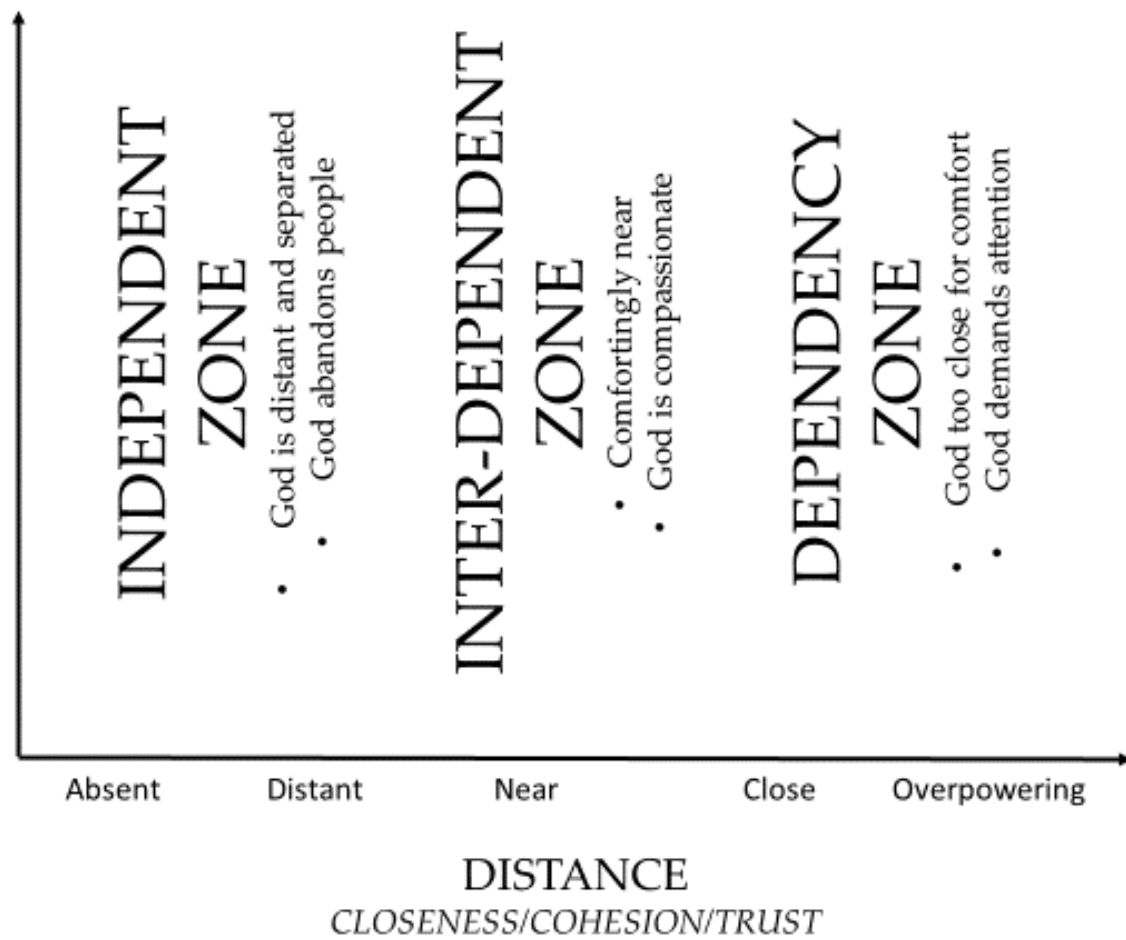 INDEPENDENT
ZONE
• God is distant and separated
• God abandons people
INTER-DEPENDENT
ZONE
• Comfortingly near
• God is compassionate
DEPENDENCY
ZONE
• God too close for comfort
• God demands attention
Absent Distant Near Close Overpowering
DISTANCE
CLOSENESS/COHESION/TRUST